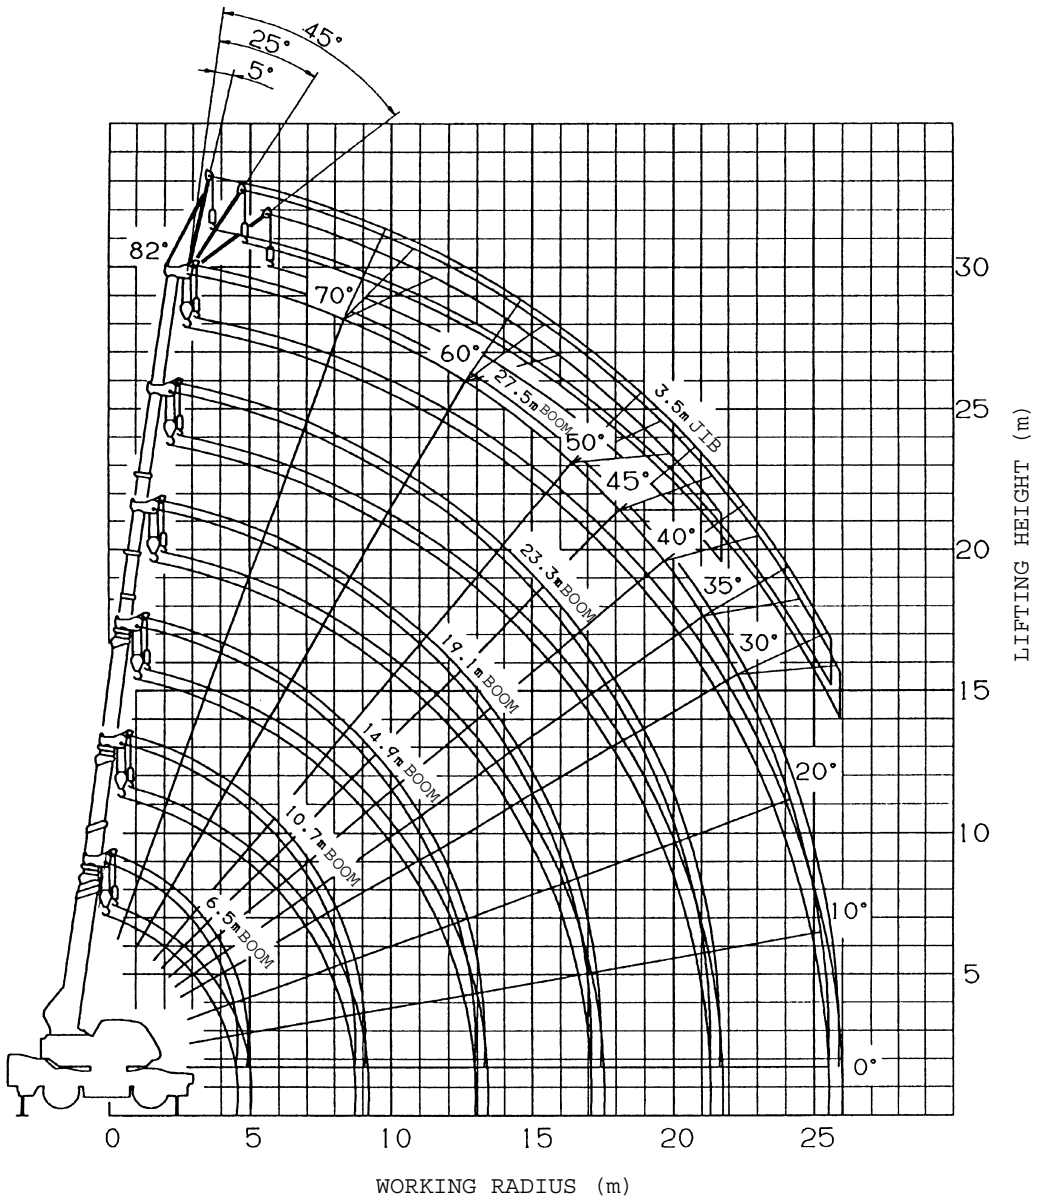 45°
25°
5°
82°
70°
60°
27.5m BOOM
3.5m JIB
50°
45°
40°
35°
30°
23.3m BOOM
19.1m BOOM
14.9m BOOM
10.7m BOOM
6.5m BOOM
20°
10°
0°
30
25
20
15
10
5
LIFTING HEIGHT (m)
0 5 10 15 20 25
WORKING RADIUS (m)